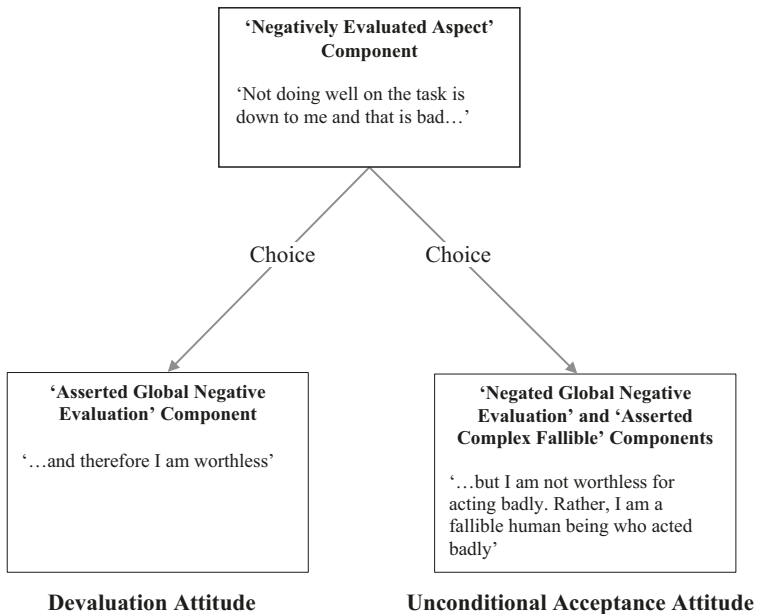 ‘Negatively Evaluated Aspect’
Component
‘Not doing well on the task is
down to me and that is bad…’
Choice
Choice
‘Asserted Global Negative
Evaluation’ Component
‘…and therefore I am worthless’
‘Negated Global Negative
Evaluation’ and ‘Asserted
Complex Fallible’ Components
‘…but I am not worthless for
acting badly. Rather, I am a
fallible human being who acted
badly’
Devaluation Attitude
Unconditional Acceptance Attitude